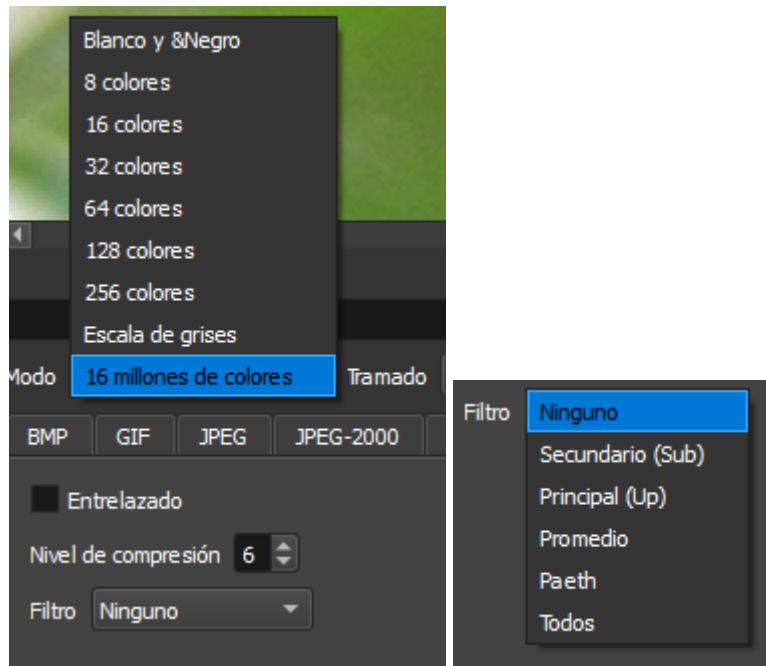 Blanco y &Negro
8 colores
16 colores
32 colores
64 colores
128 colores
256 colores
Escala de grises
Modo 16 millones de colores Tramado
BMP GIF JPEG JPEG-2000
Entrelazado
Nivel de compresión 6
Filtro Ninguno
Filtro Ninguno
Secundario (Sub)
Principal (Up)
Promedio
Paeth
Todos